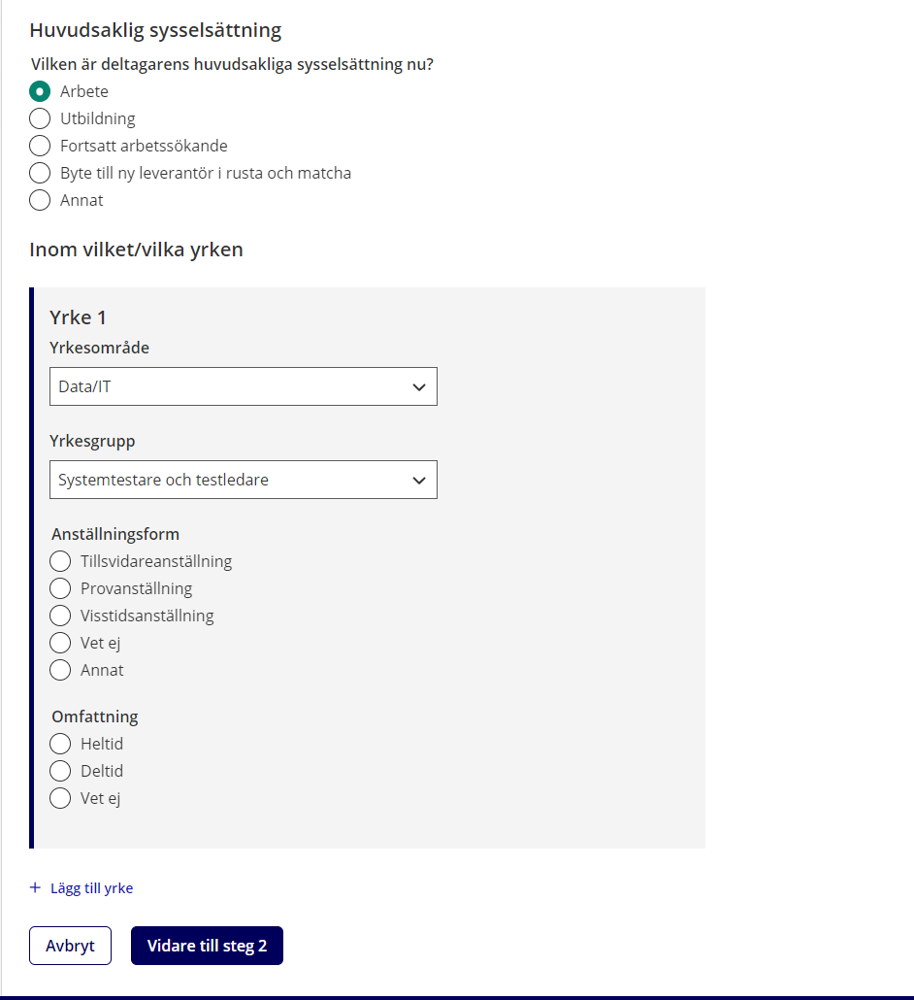 Huvudsaklig sysselsättning
Vilken är deltagarens huvudsakliga sysselsättning nu?
Arbete
Utbildning
Fortsatt arbetssökande
Byte till ny leverantör i rusta och matcha
Annat
Inom vilket/vilka yrken
Yrke 1
Yrkesområde
Data/IT
Yrkesgrupp
Systemtestare och testledare
Anställningsform
Tillsvidareanställning
Provanställning
Visstidsanställning
Vet ej
Annat
Omfattning
Heltid
Deltid
Vet ej
+ Lägg till yrke
Avbryt
Vidare till steg 2